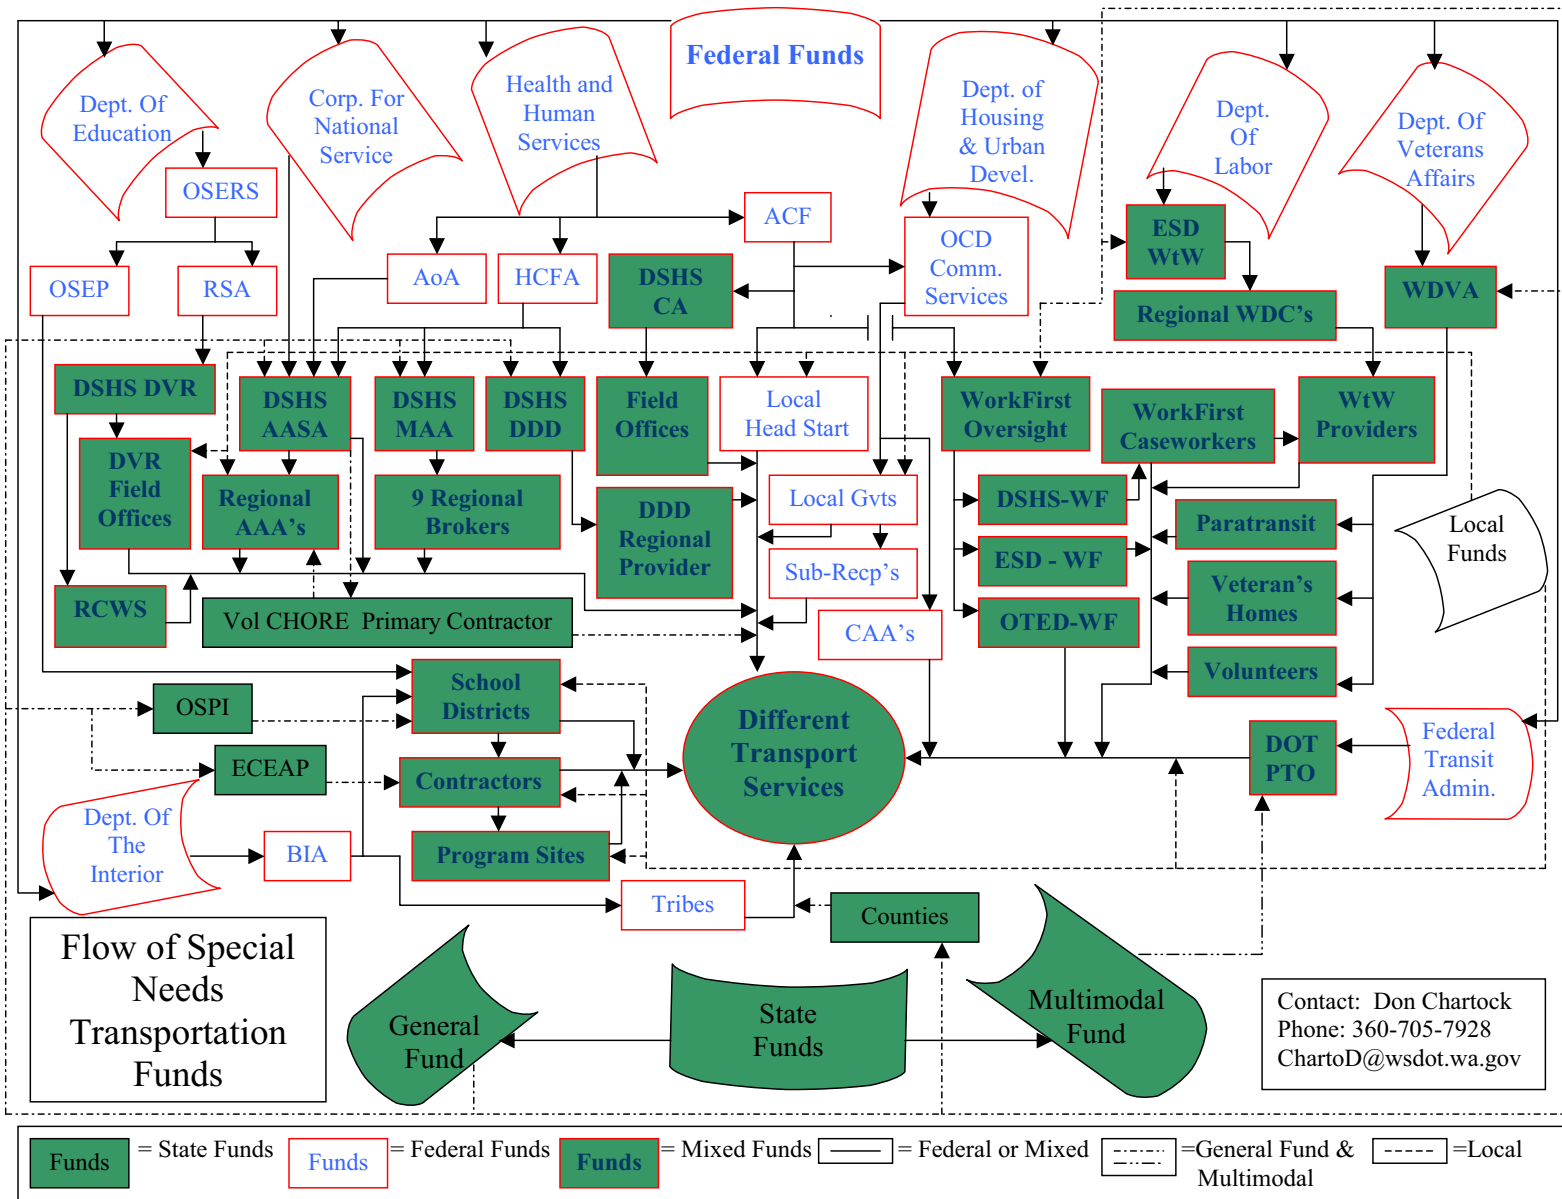 Federal Funds
Dept. Of
Education
Corp. For
National
Service
Health and
Human
Services
Dept. of
Housing
& Urban
Devel.
Dept.
Of
Labor
Dept. Of
Veterans
Affairs
OSERS
ACF
OCD
Comm.
Services
ESD
WtW
OSEP
RSA
AoA
HCFA
DSHS
CA
Regional WDC's
WDVA
DSHS DVR
DSHS
AASA
DSHS
MAA
DSHS
DDD
Field
Offices
Local
Head Start
WorkFirst
Oversight
WorkFirst
Caseworkers
WtW
Providers
DVR
Field
Offices
Regional
AAA's
9 Regional
Brokers
DDD
Regional
Provider
Local Gvts
DSHS-WF
Paratransit
Local
Funds
Sub-Recp's
ESD - WF
RCWS
Vol CHORE  Primary Contractor
CAA's
OTED-WF
Veteran's
Homes
Volunteers
OSPI
School
Districts
Different
Transport
Services
DOT
PTO
Federal
Transit
Admin.
ECEAP
Contractors
Dept. Of
The
Interior
BIA
Program Sites
Tribes
Counties
Flow of Special
Needs
Transportation
Funds
General
Fund
State
Funds
Multimodal
Fund
Contact:  Don Chartock
Phone: 360-705-7928
ChartoD@wsdot.wa.gov
Funds = State Funds
Funds = Federal Funds
Funds = Mixed Funds
= Federal or Mixed
=General Fund &
Multimodal
=Local